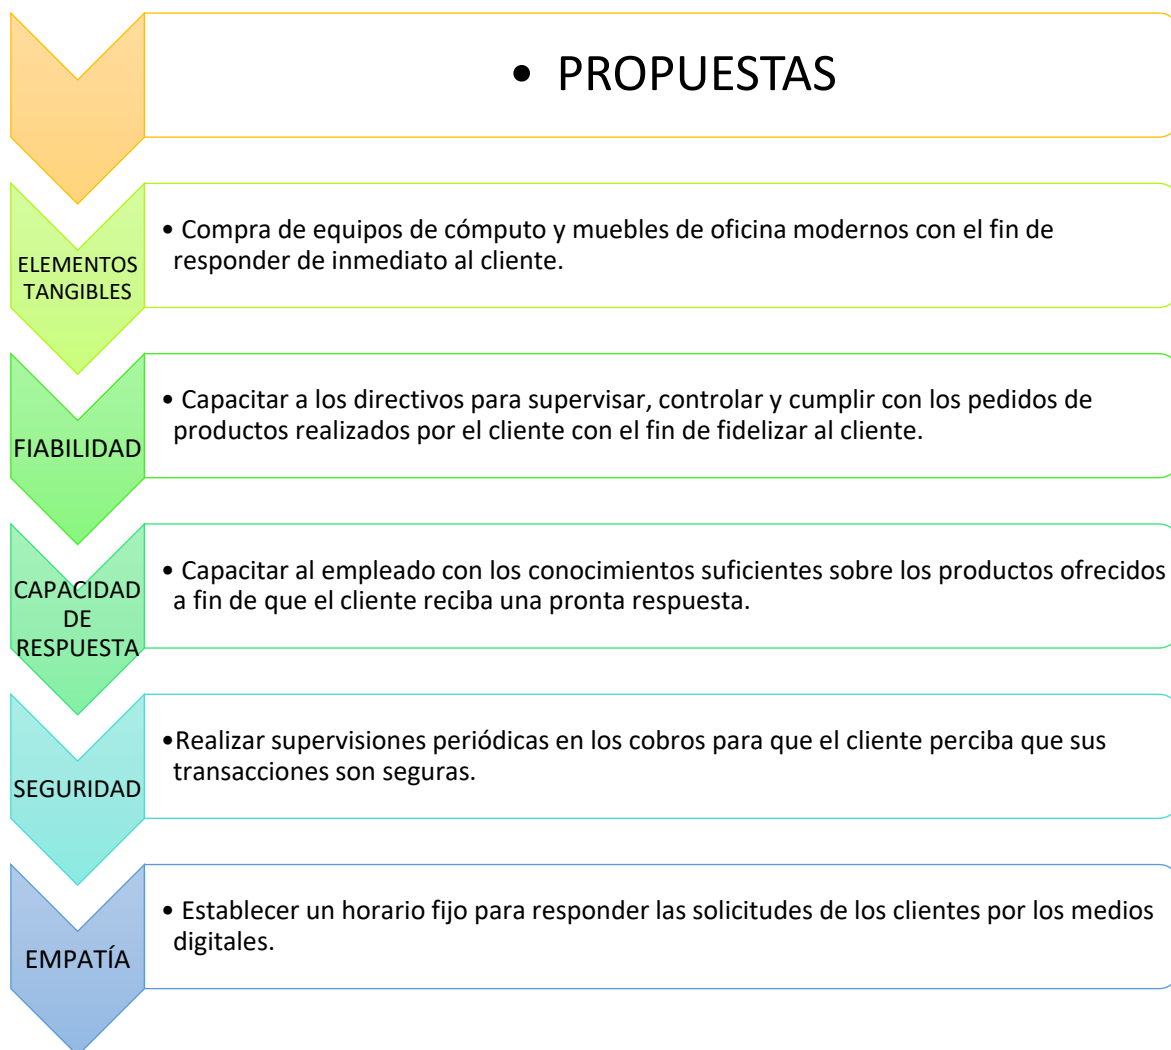 • PROPUESTAS
ELEMENTOS
TANGIBLES
• Compra de equipos de cómputo y muebles de oficina modernos con el fin de
responder de inmediato al cliente.
FIABILIDAD
• Capacitar a los directivos para supervisar, controlar y cumplir con los pedidos de
productos realizados por el cliente con el fin de fidelizar al cliente.
CAPACIDAD
DE
RESPUESTA
• Capacitar al empleado con los conocimientos suficientes sobre los productos ofrecidos
a fin de que el cliente reciba una pronta respuesta.
SEGURIDAD
•Realizar supervisiones periódicas en los cobros para que el cliente perciba que sus
transacciones son seguras.
EMPATÍA
• Establecer un horario fijo para responder las solicitudes de los clientes por los medios
digitales.